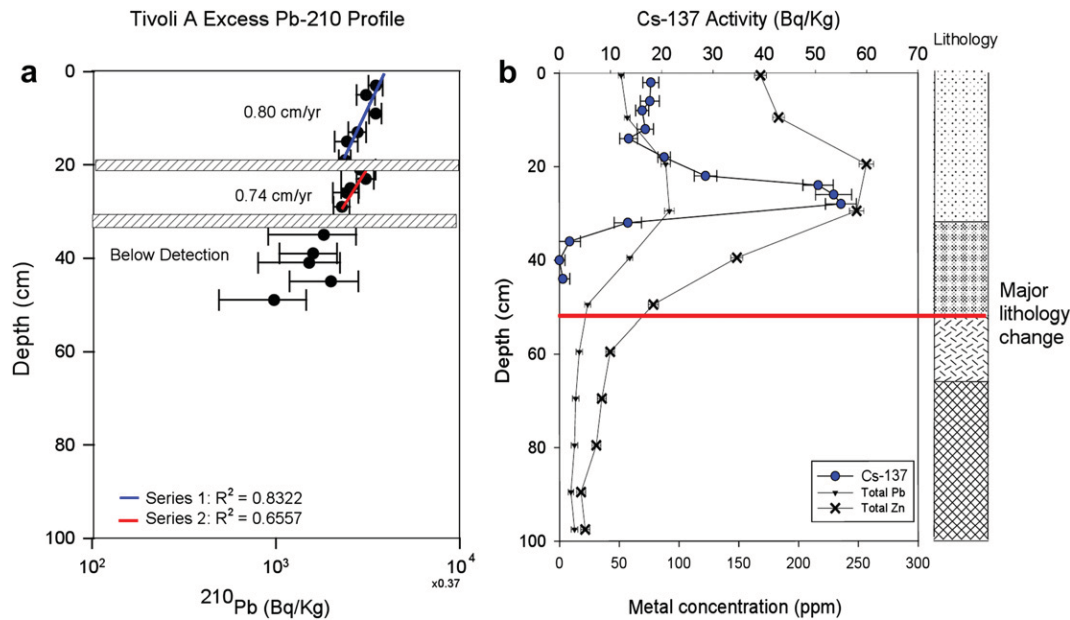 Tivoli A Excess Pb-210 Profile
a
0
20
40
60
80
100
Depth (cm)
0.80 cm/yr
0.74 cm/yr
Below Detection
Series 1: R² = 0.8322
Series 2: R² = 0.6557
10² 10³ 10⁴
x0.37
²¹⁰Pb (Bq/Kg)
Cs-137 Activity (Bq/Kg)
0 10 20 30 40 50 60 70
b
0
20
40
60
80
100
Depth (cm)
Cs-137
Total Pb
Total Zn
0 50 100 150 200 250 300
Metal concentration (ppm)
Lithology
Major
lithology
change